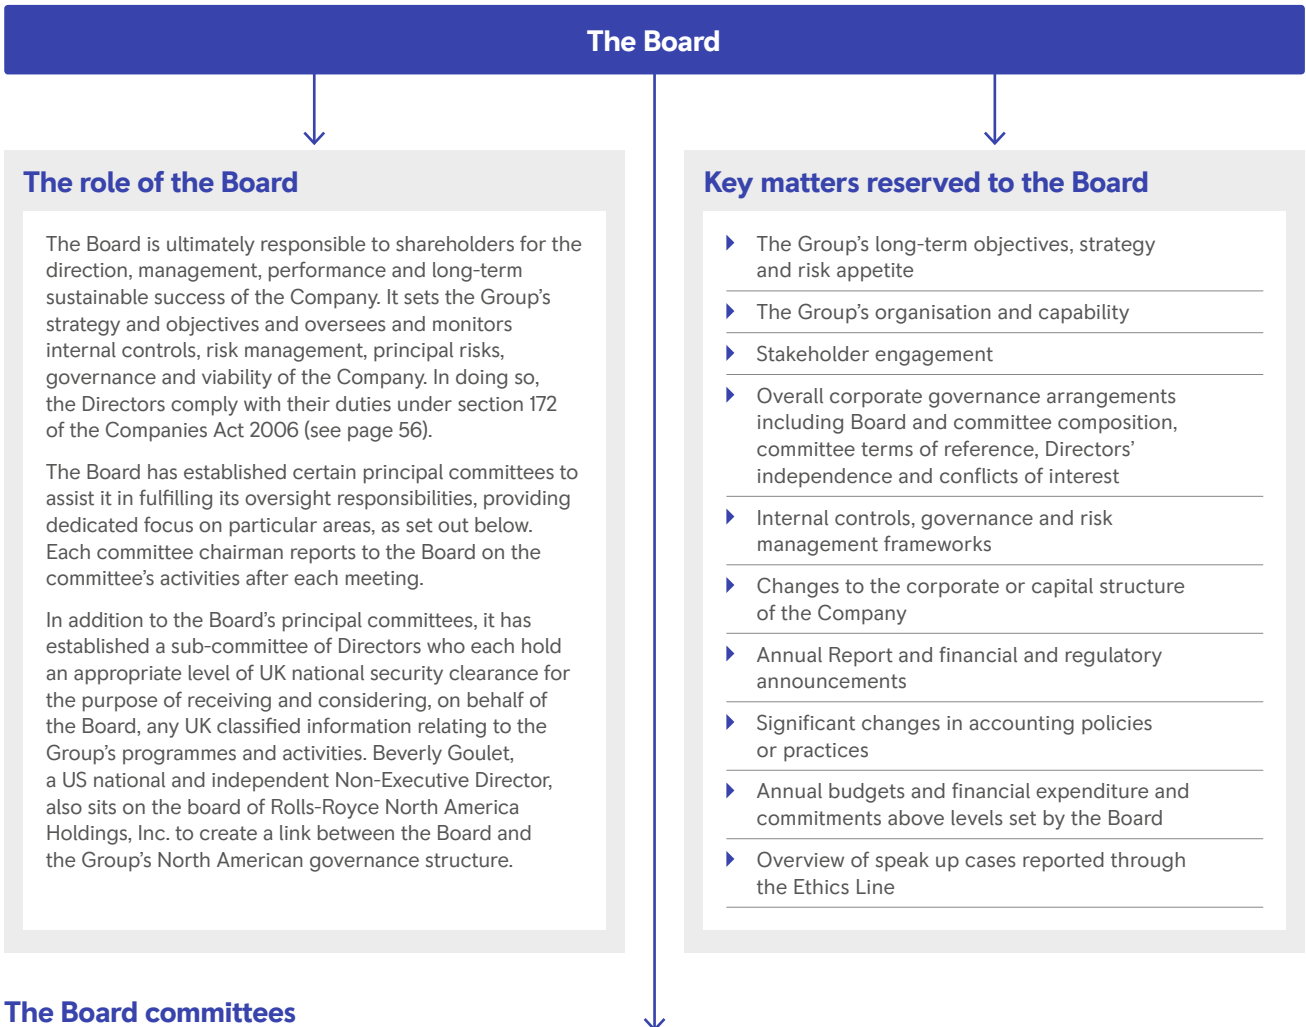 The Board
The role of the Board
The Board is ultimately responsible to shareholders for the
direction, management, performance and long-term
sustainable success of the Company. It sets the Group’s
strategy and objectives and oversees and monitors
internal controls, risk management, principal risks,
governance and viability of the Company. In doing so,
the Directors comply with their duties under section 172
of the Companies Act 2006 (see page 56).
The Board has established certain principal committees to
assist it in fulfilling its oversight responsibilities, providing
dedicated focus on particular areas, as set out below.
Each committee chairman reports to the Board on the
committee’s activities after each meeting.
In addition to the Board’s principal committees, it has
established a sub-committee of Directors who each hold
an appropriate level of UK national security clearance for
the purpose of receiving and considering, on behalf of
the Board, any UK classified information relating to the
Group’s programmes and activities. Beverly Goulet,
a US national and independent Non-Executive Director,
also sits on the board of Rolls-Royce North America
Holdings, Inc. to create a link between the Board and
the Group’s North American governance structure.
Key matters reserved to the Board
The Group’s long-term objectives, strategy
and risk appetite
The Group’s organisation and capability
Stakeholder engagement
Overall corporate governance arrangements
including Board and committee composition,
committee terms of reference, Directors’
independence and conflicts of interest
Internal controls, governance and risk
management frameworks
Changes to the corporate or capital structure
of the Company
Annual Report and financial and regulatory
announcements
Significant changes in accounting policies
or practices
Annual budgets and financial expenditure and
commitments above levels set by the Board
Overview of speak up cases reported through
the Ethics Line
The Board committees